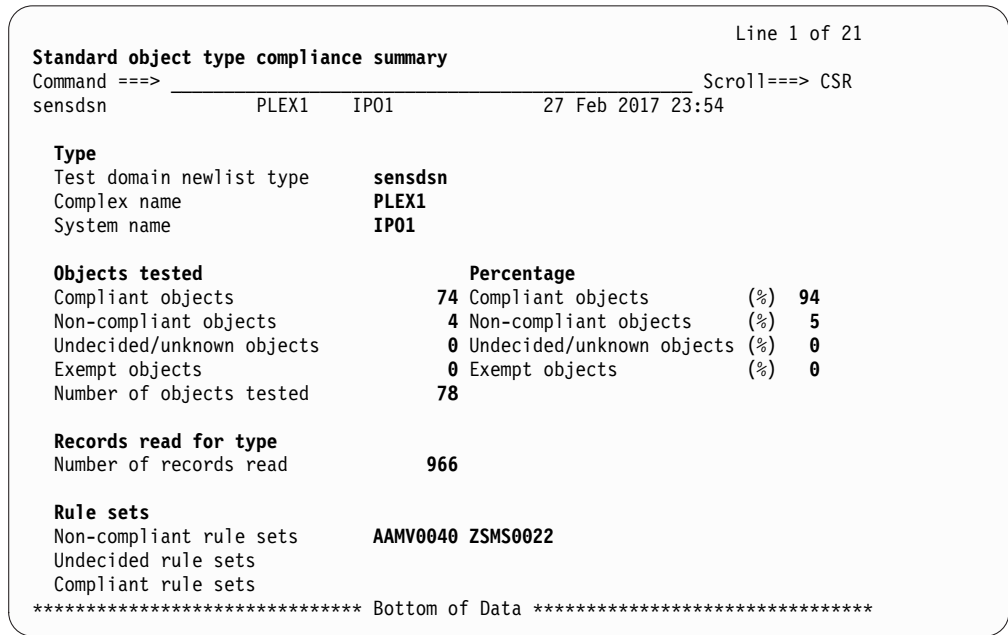 Line 1 of 21
Standard object type compliance summary
Command ===> _________________________________________________ Scroll===> CSR
sensdsn PLEX1 IPO1 27 Feb 2017 23:54
Type
Test domain newlist type sensdsn
Complex name PLEX1
System name IPO1
Objects tested Percentage
Compliant objects 74 Compliant objects (%) 94
Non-compliant objects 4 Non-compliant objects (%) 5
Undecided/unknown objects 0 Undecided/unknown objects (%) 0
Exempt objects 0 Exempt objects (%) 0
Number of objects tested 78
Records read for type
Number of records read 966
Rule sets
Non-compliant rule sets AAMV0040 ZSMS0022
Undecided rule sets
Compliant rule sets
******************************* Bottom of Data ********************************